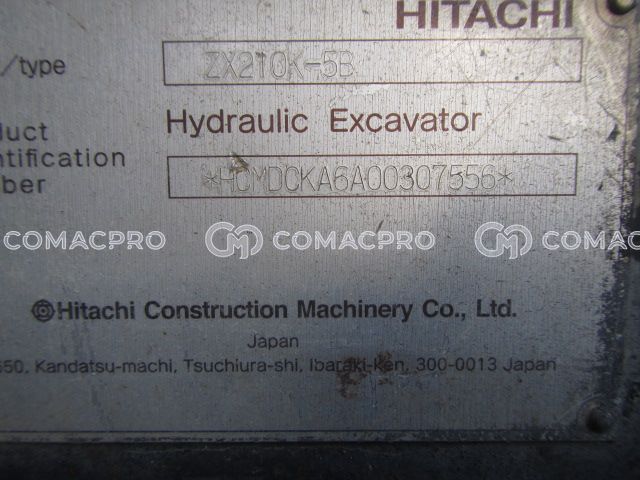 HITACHI
/type ZX210K-5B
duct Hydraulic Excavator
ntification
ber *HCMDCKA6A00307556*
COMACPRO COMACPRO COMACPRO
Hitachi Construction Machinery Co., Ltd.
Japan
650, Kandatsu-machi, Tsuchiura-shi, Ibaraki-ken, 300-0013 Japan